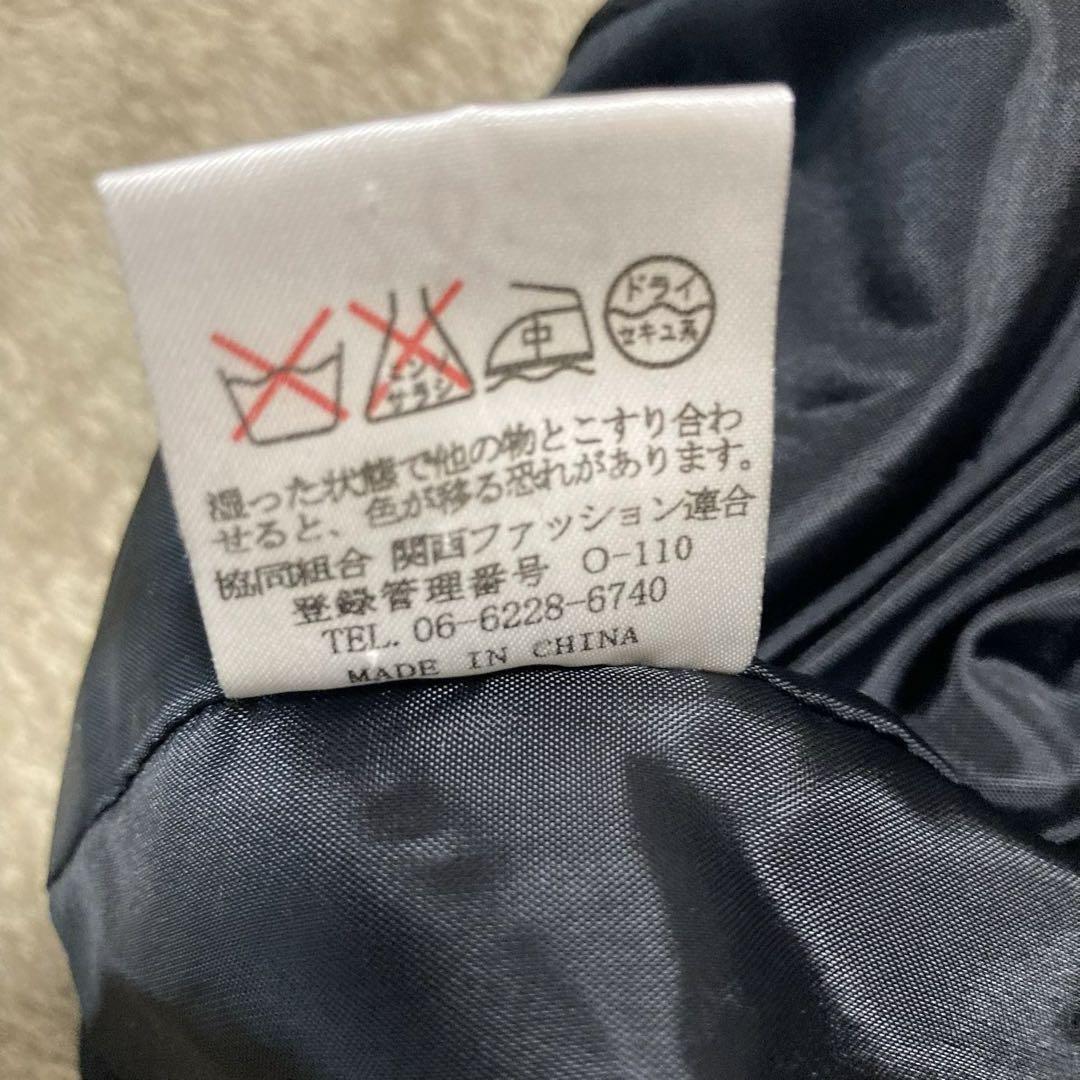 ドライ
セキユ系
エンソ
サラシ
中
湿った状態で他の物とこすり合わ
せると、色が移る恐れがあります。
協同組合 関西ファッション連合
登録管理番号 O-110
TEL. 06-6228-6740
MADE IN CHINA